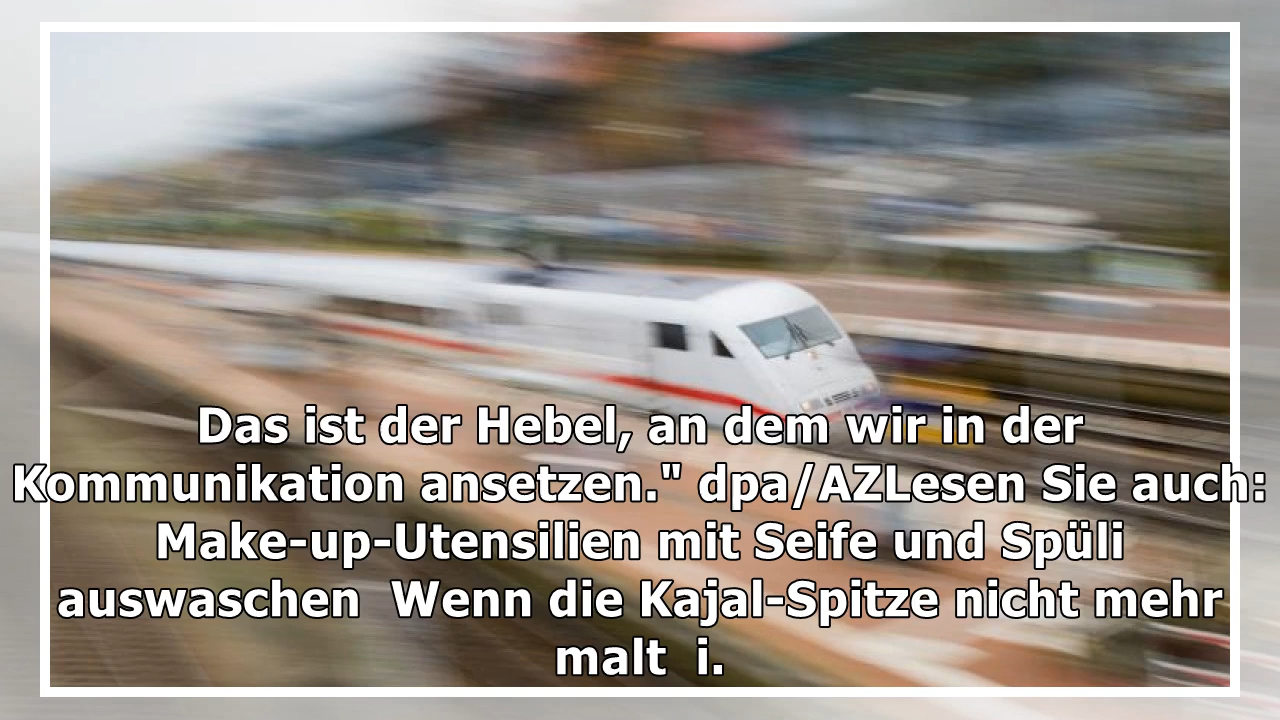 Das ist der Hebel, an dem wir in der
Kommunikation ansetzen." dpa/AZLesen Sie auch:
Make-up-Utensilien mit Seife und Spüli
auswaschen  Wenn die Kajal-Spitze nicht mehr
malt  i.